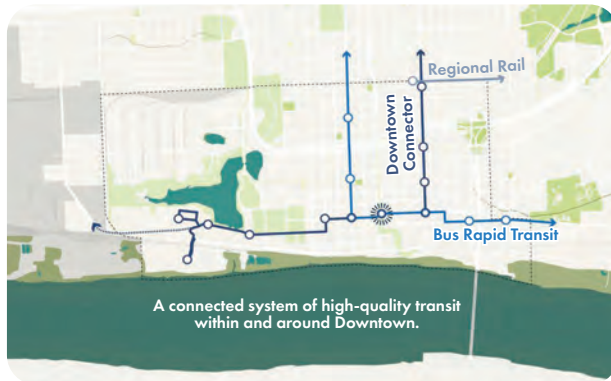 Regional Rail
Downtown
Connector
Bus Rapid Transit
A connected system of high-quality transit
within and around Downtown.